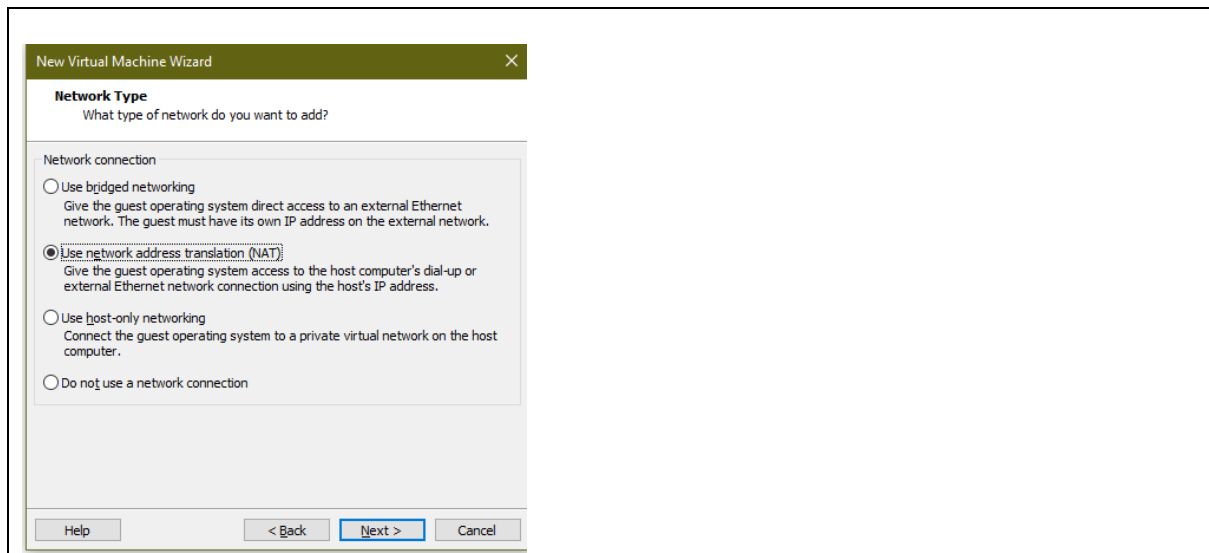 New Virtual Machine Wizard
Network Type
What type of network do you want to add?
Network connection
Use bridged networking
Give the guest operating system direct access to an external Ethernet
network. The guest must have its own IP address on the external network.
Use network address translation (NAT)
Give the guest operating system access to the host computer's dial-up or
external Ethernet network connection using the host's IP address.
Use host-only networking
Connect the guest operating system to a private virtual network on the host
computer.
Do not use a network connection
Help
< Back
Next >
Cancel